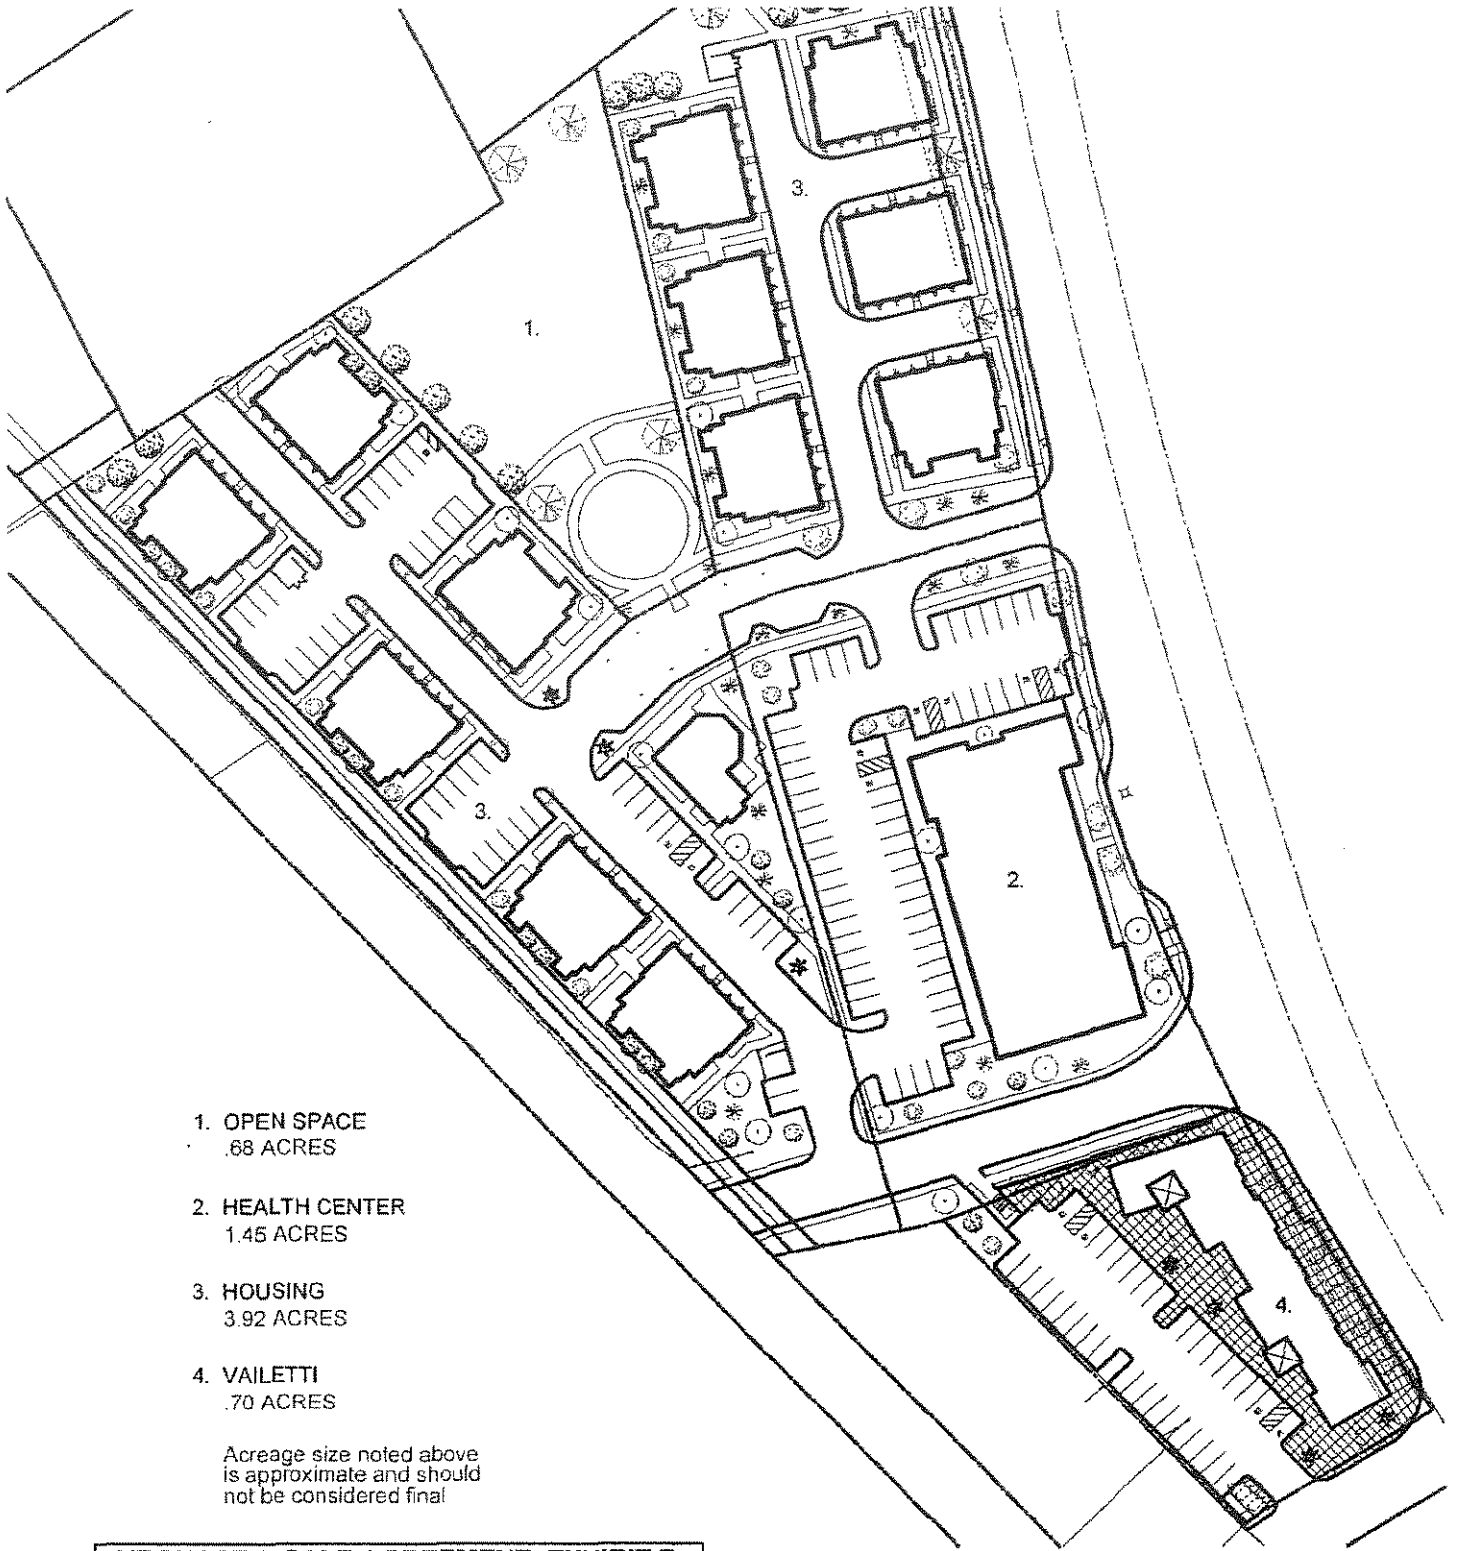 3.
1.
3.
2.
4.
1. OPEN SPACE
.68 ACRES
2. HEALTH CENTER
1.45 ACRES
3. HOUSING
3.92 ACRES
4. VAILETTI
.70 ACRES
Acreage size noted above
is approximate and should
not be considered final